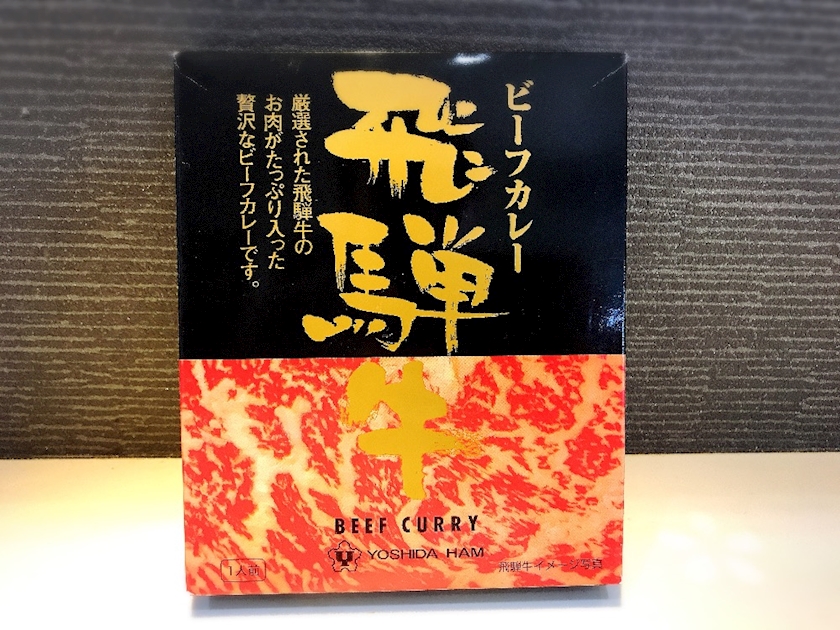 ビーフカレー
飛騨牛
厳選された飛騨牛の
お肉がたっぷり入った
贅沢なビーフカレーです。
BEEF CURRY
YOSHIDA HAM
1人前
飛騨牛イメージ写真